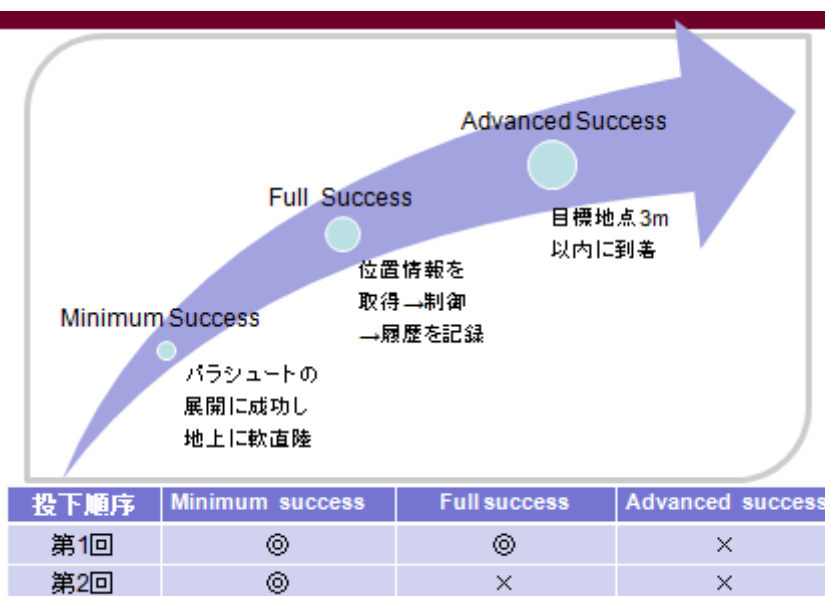 Advanced Success
目標地点3m
以内に到着
Full Success
位置情報を
取得→制御
→履歴を記録
Minimum Success
パラシュートの
展開に成功し
地上に軟直陸
投下順序 Minimum success Full success Advanced success
第1回 ◎ ◎ ×
第2回 ◎ × ×